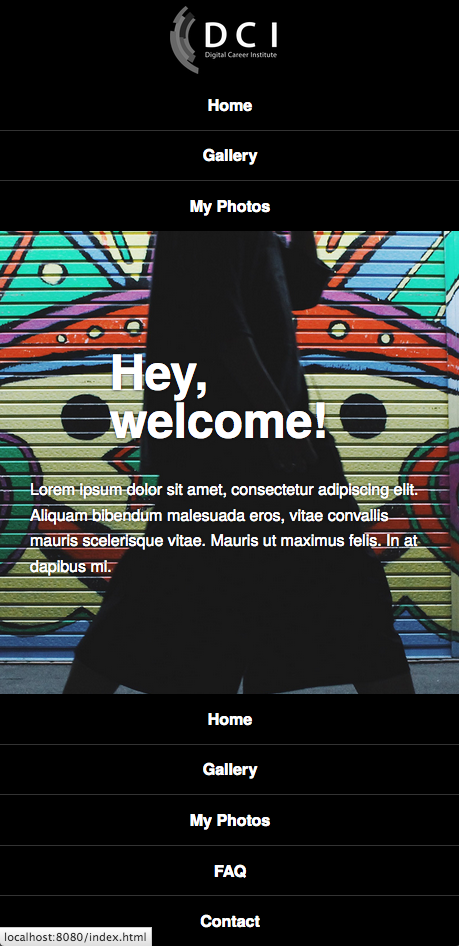 DCI
Digital Career Institute
Home
Gallery
My Photos
Hey,
welcome!
Lorem ipsum dolor sit amet, consectetur adipiscing elit.
Aliquam bibendum malesuada eros, vitae convallis
mauris scelerisque vitae. Mauris ut maximus felis. In at
dapibus mi.
Home
Gallery
My Photos
FAQ
Contact
localhost:8080/index.html